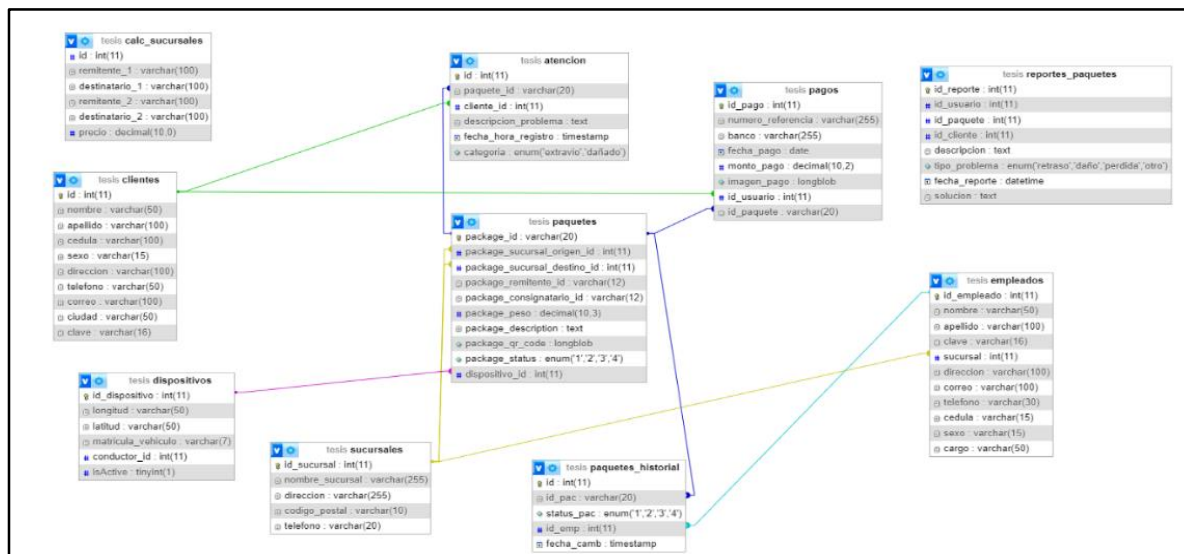 tesis calc_sucursales
id : int(11)
remitente_1 : varchar(100)
destinatario_1 : varchar(100)
remitente_2 : varchar(100)
destinatario_2 : varchar(100)
precio : decimal(10,0)
tesis clientes
id : int(11)
nombre : varchar(50)
apellido : varchar(100)
cedula : varchar(100)
sexo : varchar(15)
direccion : varchar(100)
telefono : varchar(50)
correo : varchar(100)
ciudad : varchar(50)
clave : varchar(16)
tesis dispositivos
id_dispositivo : int(11)
longitud : varchar(50)
latitud : varchar(50)
matricula_vehiculo : varchar(7)
conductor_id : int(11)
isActive : tinyint(1)
tesis sucursales
id_sucursal : int(11)
nombre_sucursal : varchar(255)
direccion : varchar(255)
codigo_postal : varchar(10)
telefono : varchar(20)
tesis atencion
id : int(11)
paquete_id : varchar(20)
cliente_id : int(11)
descripcion_problema : text
fecha_hora_registro : timestamp
categoria : enum('extravio','dañado')
tesis paquetes
package_id : varchar(20)
package_sucursal_origen_id : int(11)
package_sucursal_destino_id : int(11)
package_remitente_id : varchar(12)
package_consignatario_id : varchar(12)
package_peso : decimal(10,3)
package_description : text
package_qr_code : longblob
package_status : enum('1','2','3','4')
dispositivo_id : int(11)
tesis paquetes_historial
id : int(11)
id_pac : varchar(20)
status_pac : enum('1','2','3','4')
id_emp : int(11)
fecha_camb : timestamp
tesis pagos
id_pago : int(11)
numero_referencia : varchar(255)
banco : varchar(255)
fecha_pago : date
monto_pago : decimal(10,2)
imagen_pago : longblob
id_usuario : int(11)
id_paquete : varchar(20)
tesis reportes_paquetes
id_reporte : int(11)
id_usuario : int(11)
id_paquete : int(11)
id_cliente : int(11)
descripcion : text
tipo_problema : enum('retraso','daño','perdida','otro')
fecha_reporte : datetime
solucion : text
tesis empleados
id_empleado : int(11)
nombre : varchar(50)
apellido : varchar(100)
clave : varchar(16)
sucursal : int(11)
direccion : varchar(100)
correo : varchar(100)
telefono : varchar(30)
cedula : varchar(15)
sexo : varchar(15)
cargo : varchar(50)